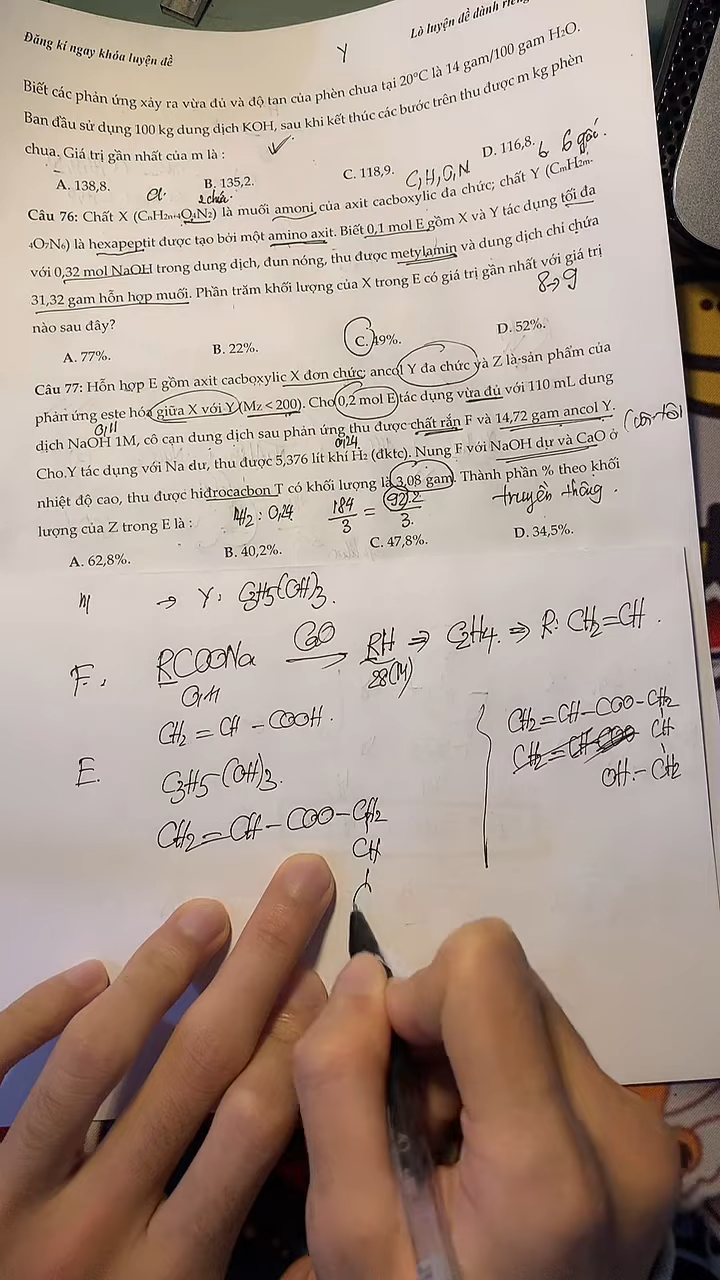 Đăng kí ngay khóa luyện đề
Lò luyện đề dành riêng
Y
Biết các phản ứng xảy ra vừa đủ và độ tan của phèn chua tại 20°C là 14 gam/100 gam H₂O.
Ban đầu sử dụng 100 kg dung dịch KOH, sau khi kết thúc các bước trên thu được m kg phèn
chua. Giá trị gần nhất của m là :
A. 138,8. B. 135,2. C. 118,9. D. 116,8.
a. 2 chức C,H,O,N 6 6 gốc.
Câu 76: Chất X (CₙH₂ₘ₊₄O₄N₂) là muối amoni của axit cacboxylic đa chức; chất Y (CₘH₂ₘ₋
₄O₇N₆) là hexapeptit được tạo bởi một amino axit. Biết 0,1 mol E gồm X và Y tác dụng tối đa
với 0,32 mol NaOH trong dung dịch, đun nóng, thu được metylamin và dung dịch chỉ chứa
31,32 gam hỗn hợp muối. Phần trăm khối lượng của X trong E có giá trị gần nhất với giá trị
nào sau đây?
8→9
A. 77%. B. 22%. C. 49%. D. 52%.
Câu 77: Hỗn hợp E gồm axit cacboxylic X đơn chức; ancol Y đa chức và Z là sản phẩm của
phản ứng este hóa giữa X với Y (Mz < 200). Cho 0,2 mol E tác dụng vừa đủ với 110 mL dung
0,11
dịch NaOH 1M, cô cạn dung dịch sau phản ứng thu được chất rắn F và 14,72 gam ancol Y.
0,24
Cho Y tác dụng với Na dư, thu được 5,376 lít khí H₂ (đktc). Nung F với NaOH dư và CaO ở
nhiệt độ cao, thu được hiđrocacbon T có khối lượng là 3,08 gam. Thành phần % theo khối
truyền thống.
lượng của Z trong E là :
184/3 = 92.2/3.
A. 62,8%. B. 40,2%. C. 47,8%. D. 34,5%.
M → Y: C3H5(OH)3.
F. RCOONa CaO → RH ⇒ C2H4. ⇒ R: CH2=CH.
0,11 28(M)
CH2=CH-COOH.
E. C3H5(OH)3.
CH2=CH-COO-CH2
CH
CH2=CH-COO-CH2
CH2=CH-COO CH
OH-CH2